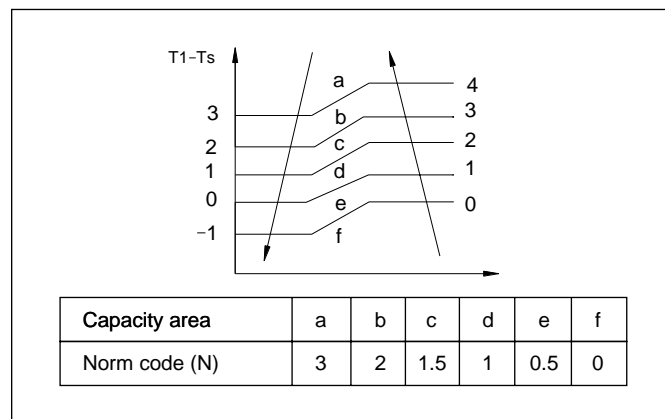 T1−Ts
a
4
3
b
3
2
c
2
1
d
1
0
e
0
−1
f
Capacity area a b c d e f
Norm code (N) 3 2 1.5 1 0.5 0